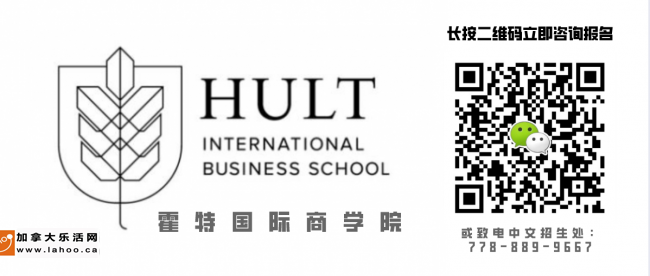 长按二维码立即咨询报名
HULT
INTERNATIONAL
BUSINESS SCHOOL
霍特国际商学院
或致电中文招生处：
778-889-9667
加拿大乐活网
www.lahoo.ca